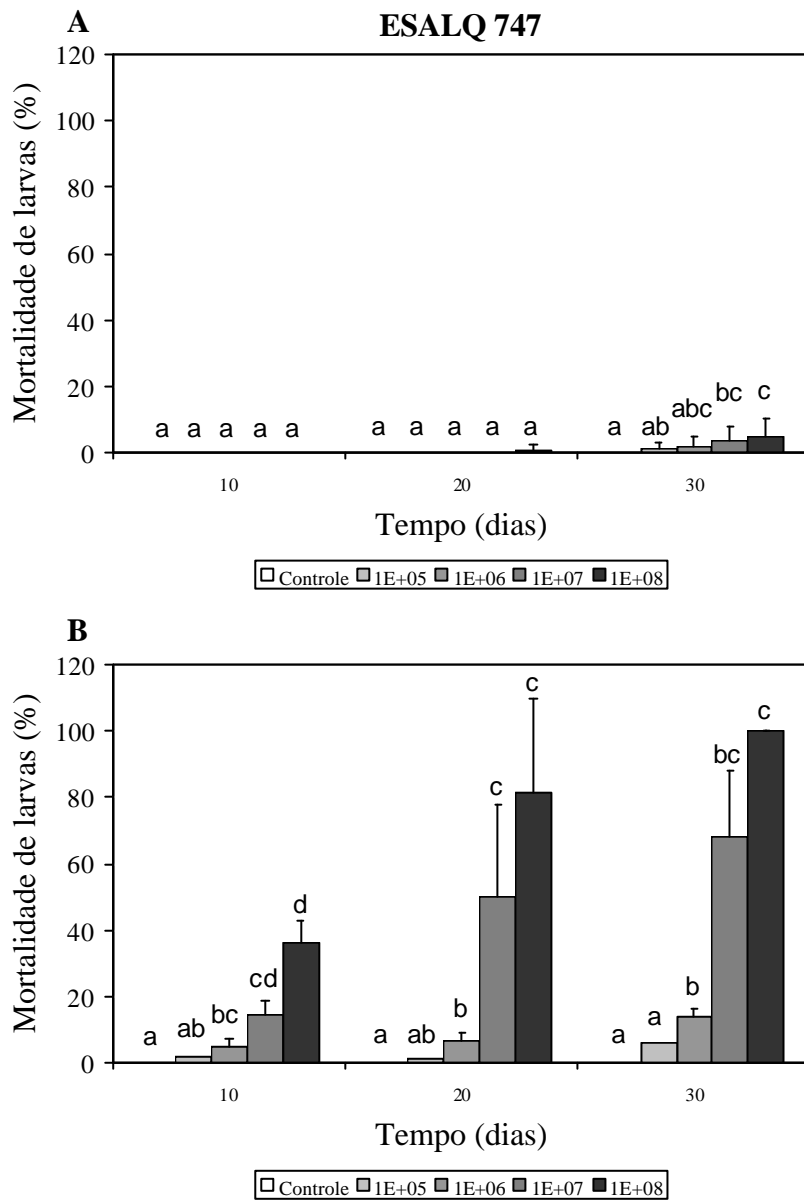 ESALQ 747
A
Mortalidade de larvas (%)
120
100
80
60
40
20
0
a a a a a a a a a a a ab abc bc c
10 20 30
Tempo (dias)
Controle 1E+05 1E+06 1E+07 1E+08
B
Mortalidade de larvas (%)
120
100
80
60
40
20
0
a ab bc cd d a ab b c c a a b bc c
10 20 30
Tempo (dias)
Controle 1E+05 1E+06 1E+07 1E+08